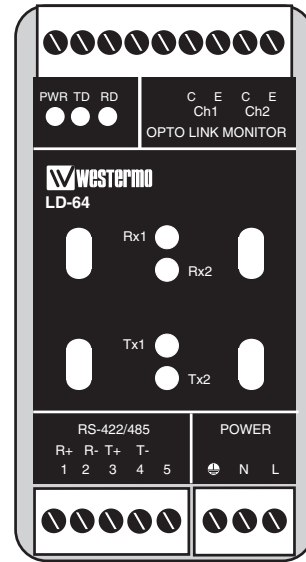 PWR TD RD
C E C E
Ch1 Ch2
OPTO LINK MONITOR
Westermo
LD-64
Rx1
Rx2
Tx1
Tx2
RS-422/485
R+ R- T+ T-
1 2 3 4 5
POWER
N L